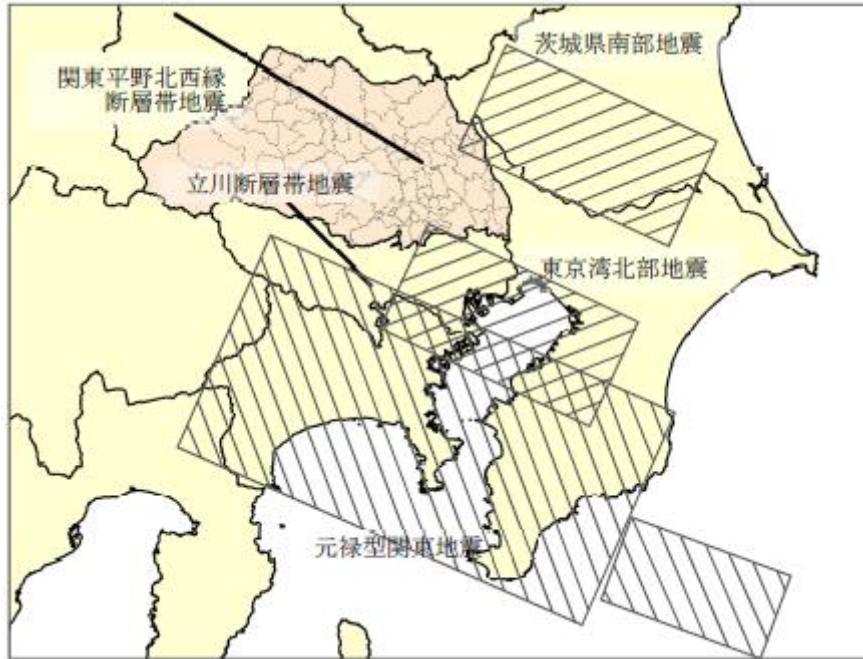 茨城県南部地震
関東平野北西縁
断層帯地震
立川断層帯地震
東京湾北部地震
元禄型関東地震